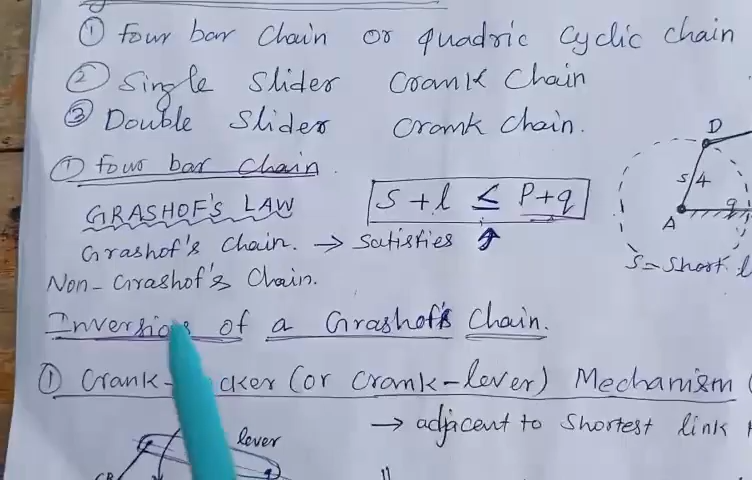 ① Four bar Chain or quadric Cyclic chain
② Single Slider Crank Chain
③ Double Slider Crank Chain.
① Four bar Chain.
GRASHOF'S LAW
S + l ≤ P + q
Grashof's Chain. → Satisfies
Non-Grashof's Chain.
D
S 4
A
q
S = Short l
Inversions of a Grashof's Chain.
① Crank- (or Crank-lever) Mechanism (
→ adjacent to Shortest link
lever